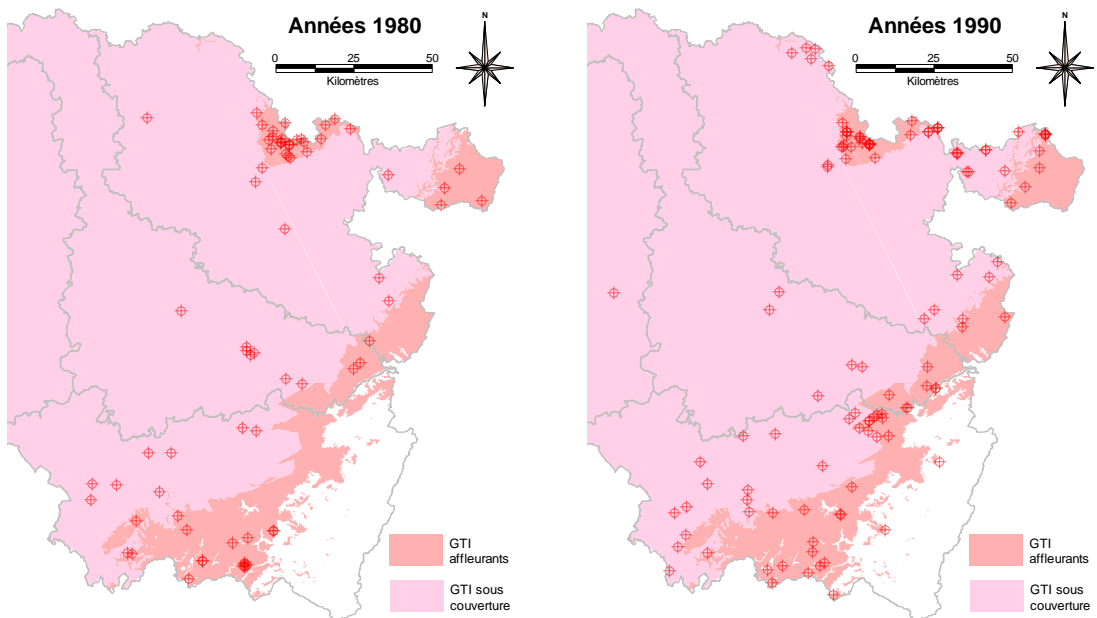 Années 1980
N
0 25 50
Kilomètres
GTI
affleurants
GTI sous
couverture
Années 1990
N
0 25 50
Kilomètres
GTI
affleurants
GTI sous
couverture